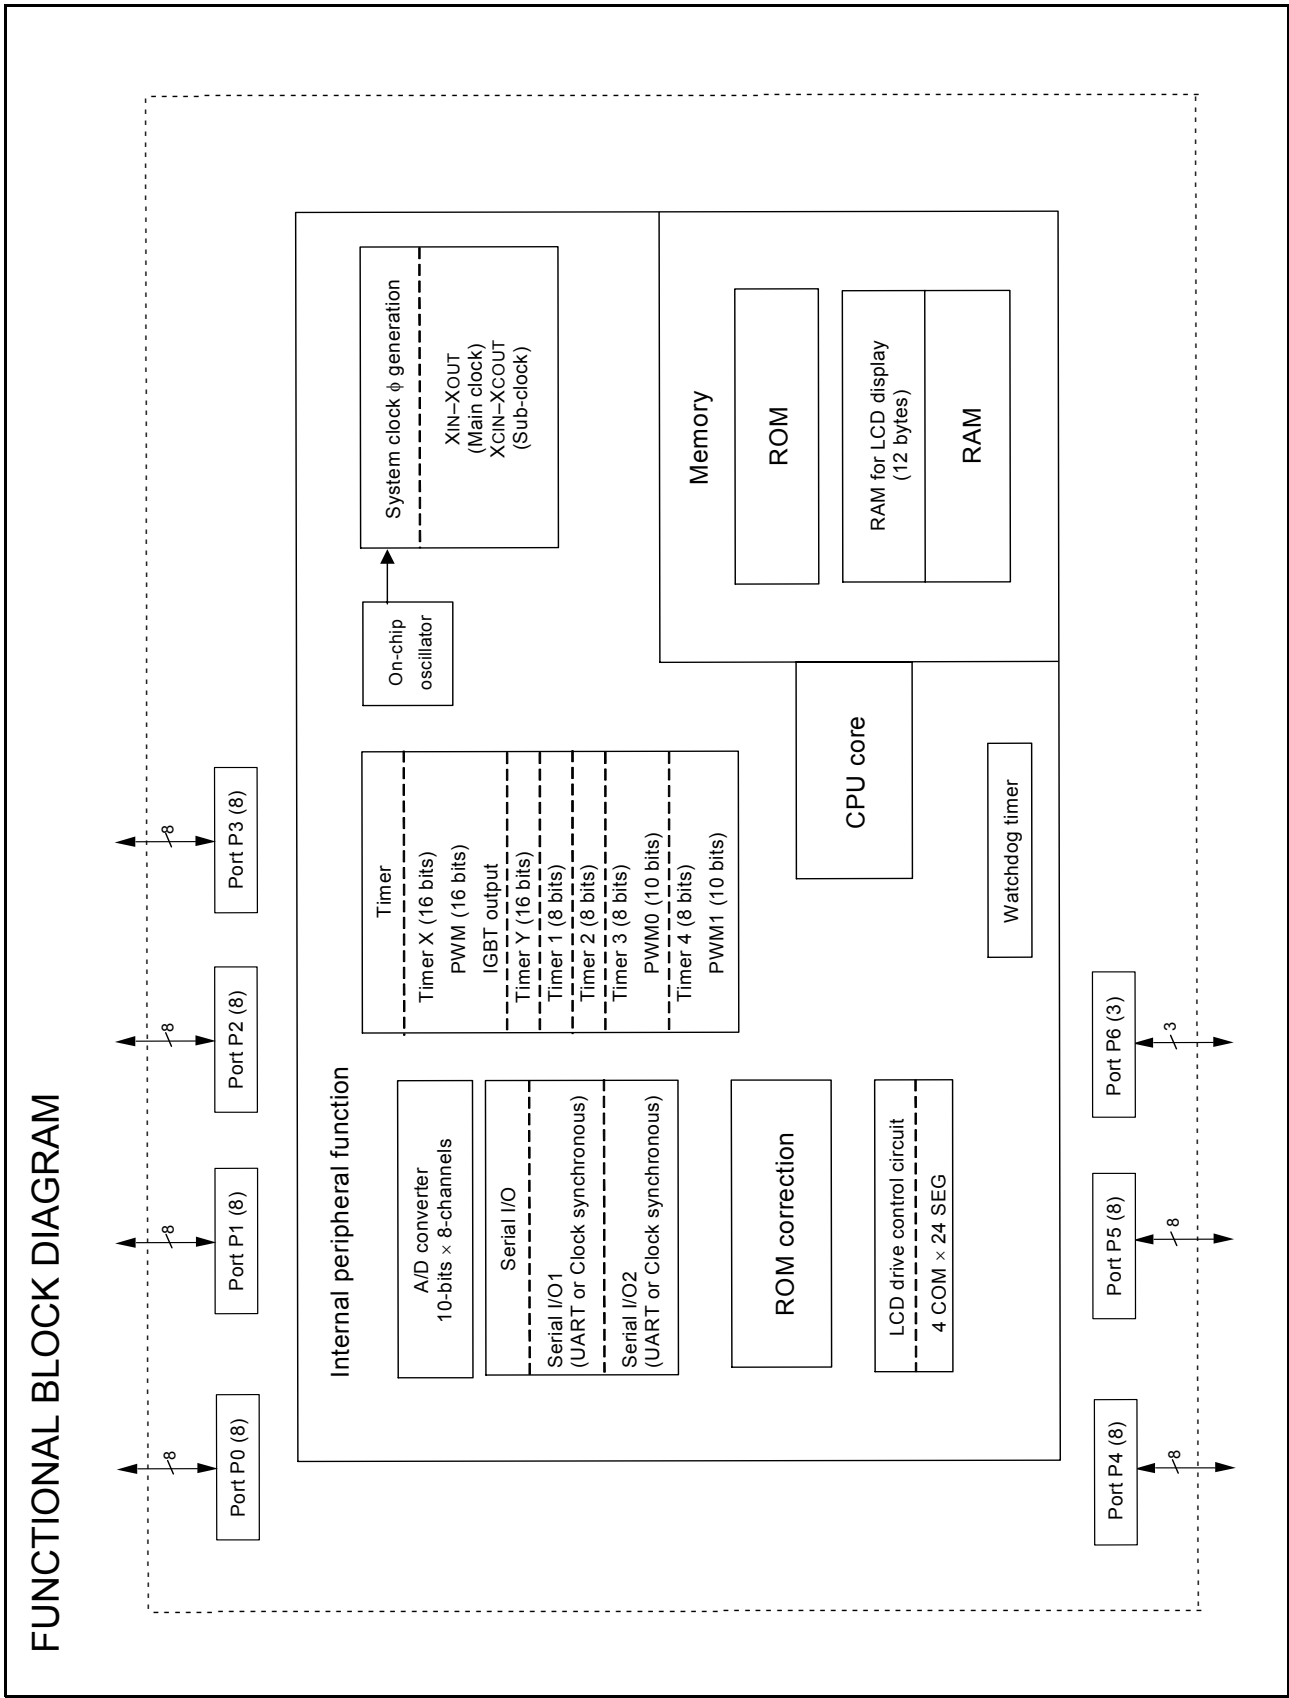 FUNCTIONAL BLOCK DIAGRAM
8
8
8
8
Port P0 (8)
Port P1 (8)
Port P2 (8)
Port P3 (8)
Internal peripheral function
A/D converter
10-bits × 8-channels
Serial I/O
Serial I/O1
(UART or Clock synchronous)
Serial I/O2
(UART or Clock synchronous)
ROM correction
LCD drive control circuit
4 COM × 24 SEG
Timer
Timer X (16 bits)
PWM (16 bits)
IGBT output
Timer Y (16 bits)
Timer 1 (8 bits)
Timer 2 (8 bits)
Timer 3 (8 bits)
PWM0 (10 bits)
Timer 4 (8 bits)
PWM1 (10 bits)
On-chip
oscillator
System clock φ generation
XIN–XOUT
(Main clock)
XCIN–XCOUT
(Sub-clock)
CPU core
Watchdog timer
Memory
ROM
RAM for LCD display
(12 bytes)
RAM
Port P4 (8)
Port P5 (8)
Port P6 (3)
8
8
3